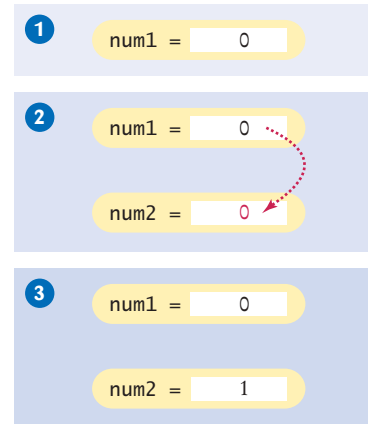 1
num1 = 0
2
num1 = 0
num2 = 0
3
num1 = 0
num2 = 1